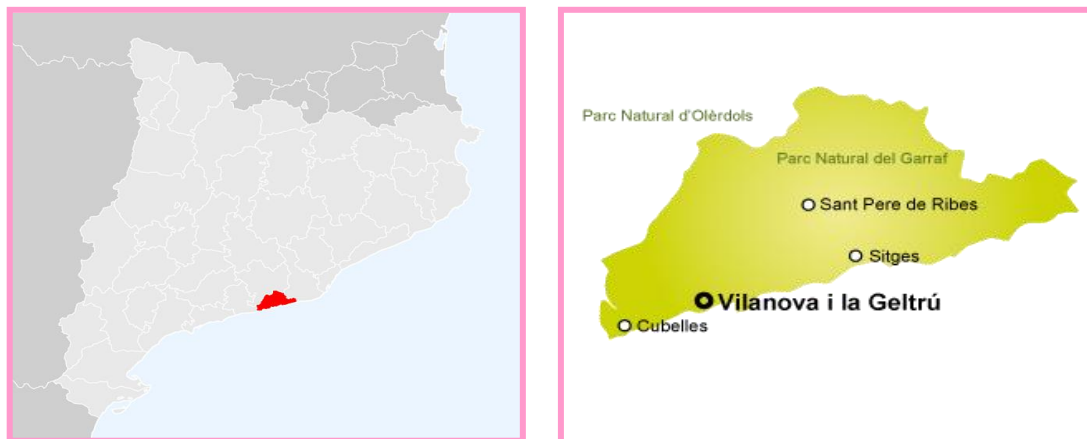 Parc Natural d'Olèrdols
Parc Natural del Garraf
Sant Pere de Ribes
Sitges
Vilanova i la Geltrú
Cubelles